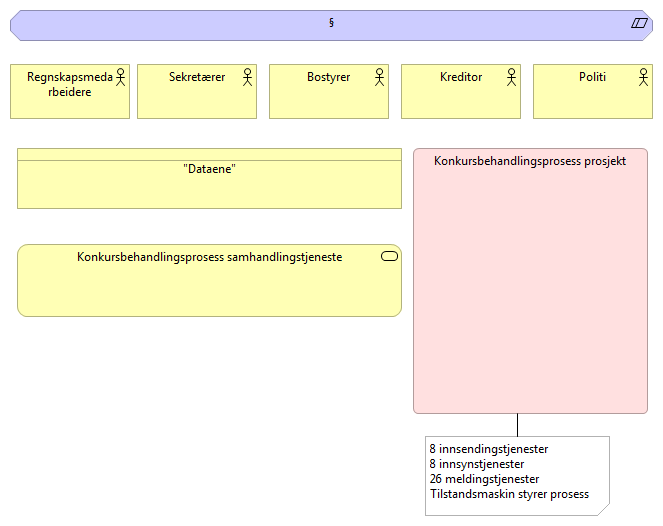 §
Regnskapsmeda
rbeidere
Sekretærer
Bostyrer
Kreditor
Politi
"Dataene"
Konkursbehandlingsprosess prosjekt
Konkursbehandlingsprosess samhandlingstjeneste
8 innsendingstjenester
8 innsynstjenester
26 meldingstjenester
Tilstandsmaskin styrer prosess